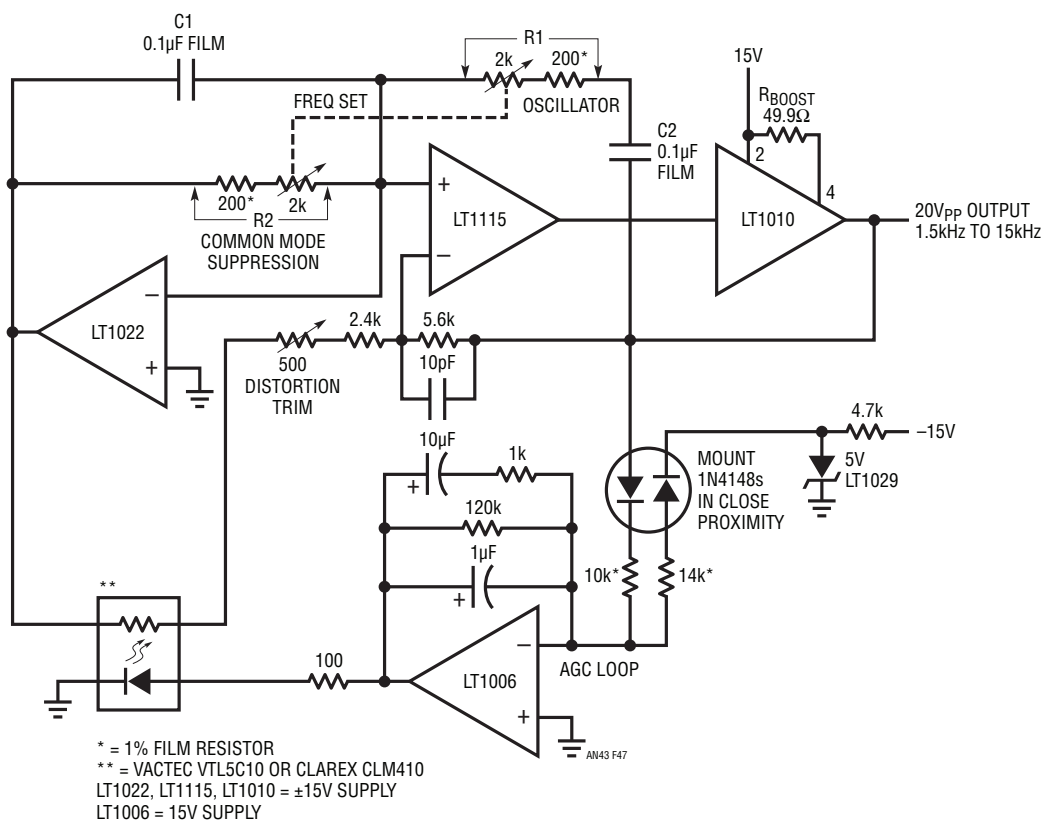 C1
0.1µF FILM
R1
2k
200*
FREQ SET
OSCILLATOR
15V
RBOOST
49.9Ω
2
4
C2
0.1µF
FILM
200*
2k
R2
COMMON MODE
SUPPRESSION
+
LT1115
–
LT1010
20VPP OUTPUT
1.5kHz TO 15kHz
–
LT1022
+
500
DISTORTION
TRIM
2.4k
5.6k
10pF
10µF
+
1k
120k
1µF
+
MOUNT
1N4148s
IN CLOSE
PROXIMITY
4.7k
–15V
5V
LT1029
10k*
14k*
**
100
–
LT1006
+
AGC LOOP
AN43 F47
* = 1% FILM RESISTOR
** = VACTEC VTL5C10 OR CLAREX CLM410
LT1022, LT1115, LT1010 = ±15V SUPPLY
LT1006 = 15V SUPPLY